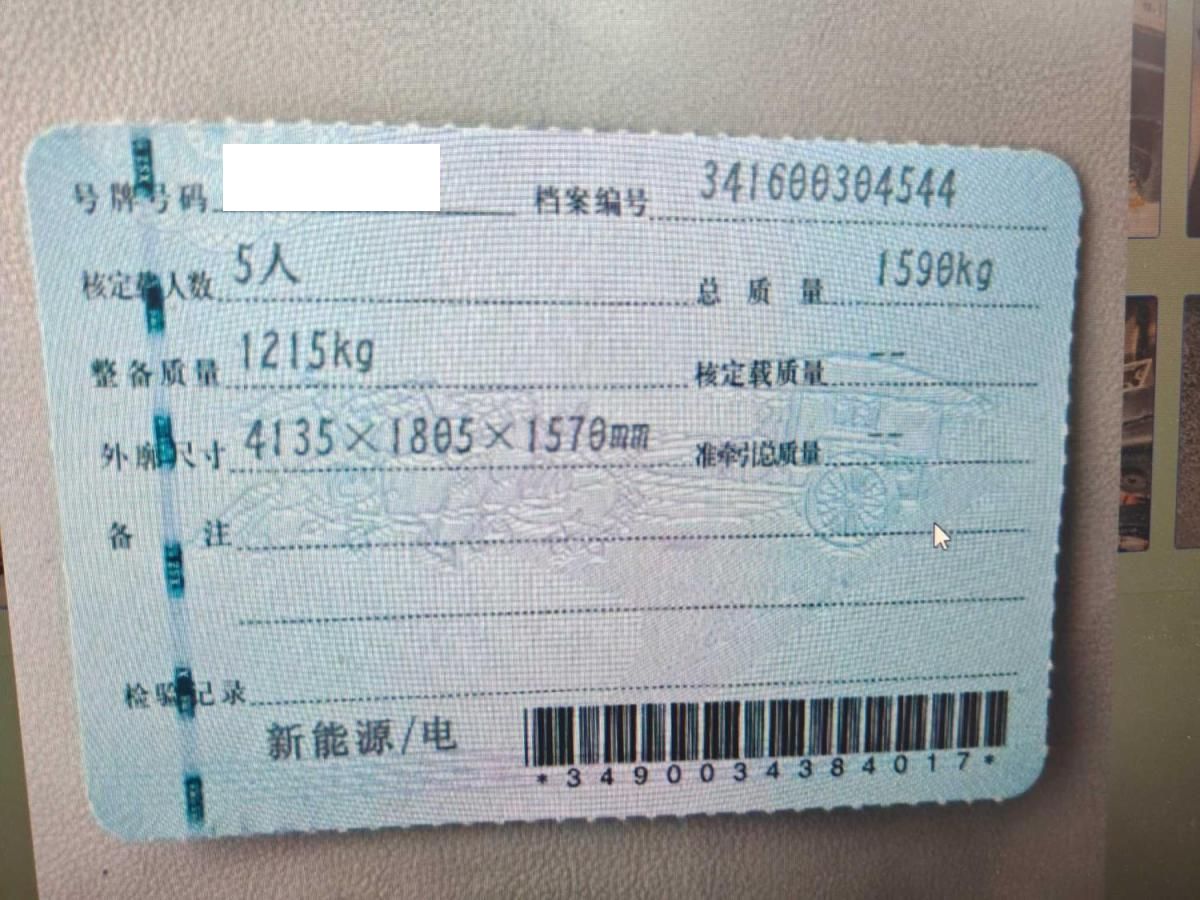 号牌号码 档案编号 341600304544
核定载人数 5人 总质量 1590kg
整备质量 1215kg 核定载质量 --
外廓尺寸 4135×1805×1570mm 准牵引总质量 --
备注
检验记录
新能源/电
*3490034384017*